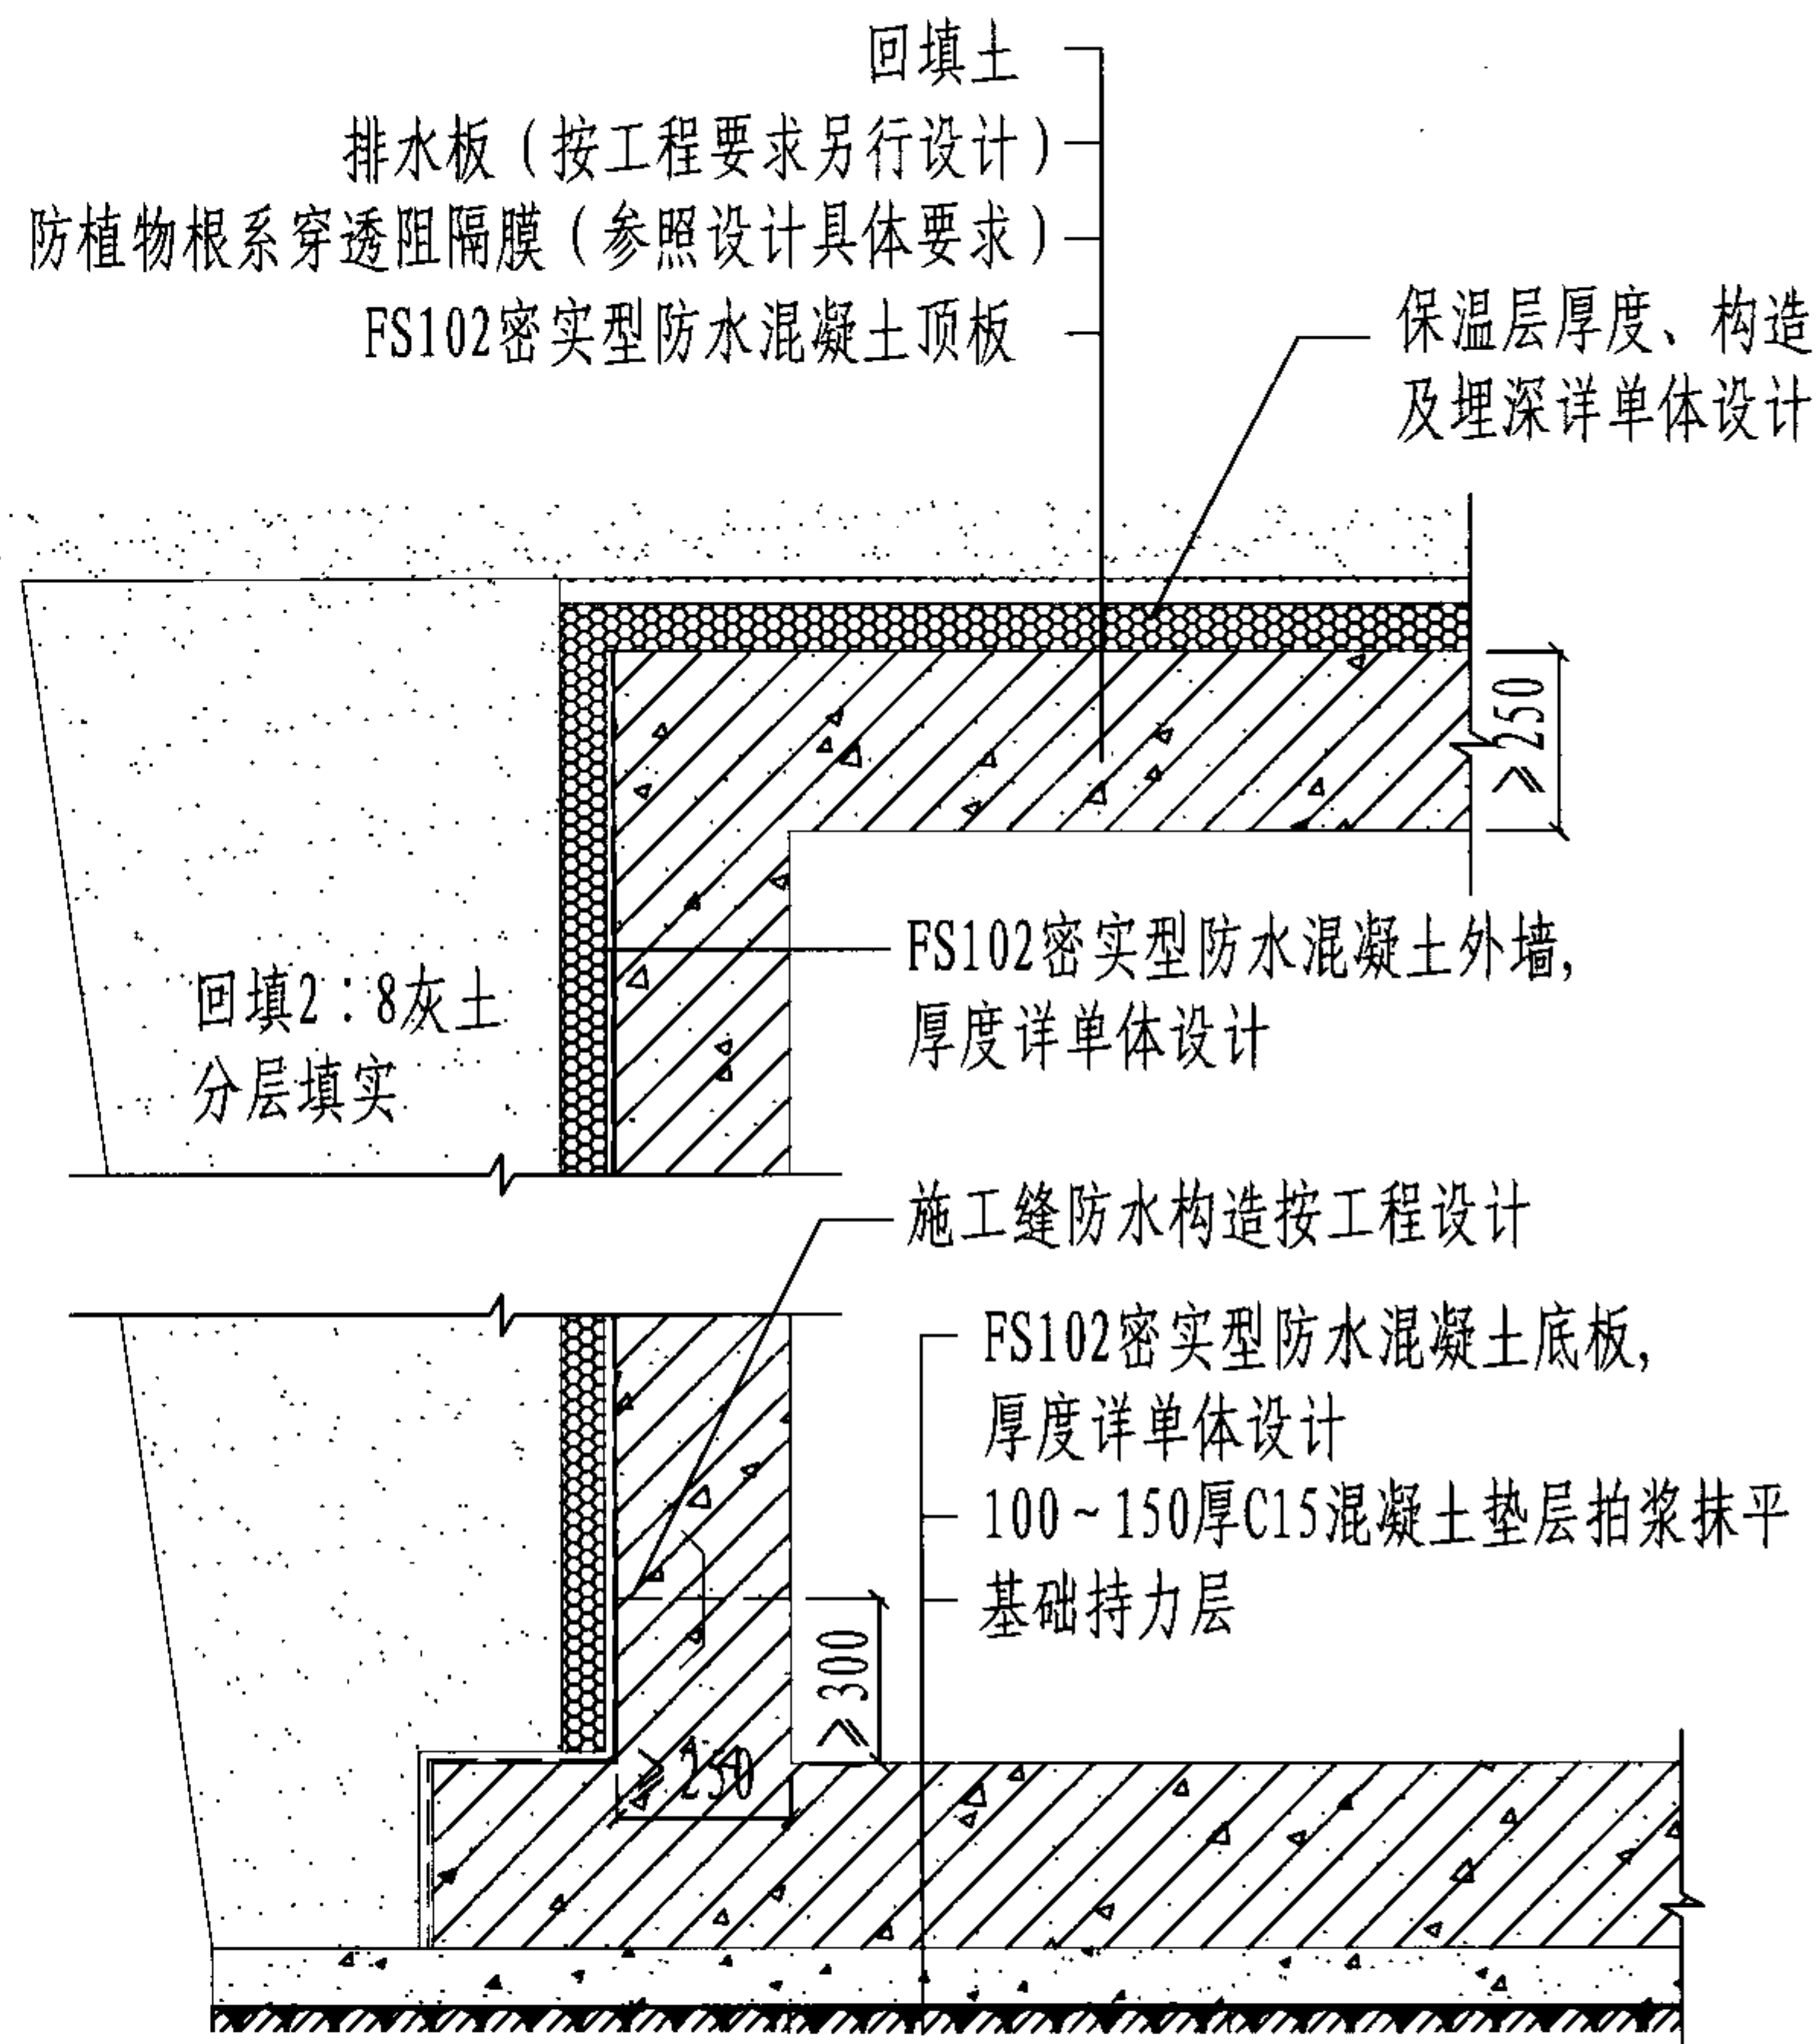 回填土
排水板（按工程要求另行设计）
防植物根系穿透阻隔膜（参照设计具体要求）
FS102密实型防水混凝土顶板
保温层厚度、构造
及埋深详单体设计
≥250
FS102密实型防水混凝土外墙,
厚度详单体设计
回填2：8灰土
分层填实
施工缝防水构造按工程设计
FS102密实型防水混凝土底板,
厚度详单体设计
100～150厚C15混凝土垫层拍浆抹平
基础持力层
≥300
≥250